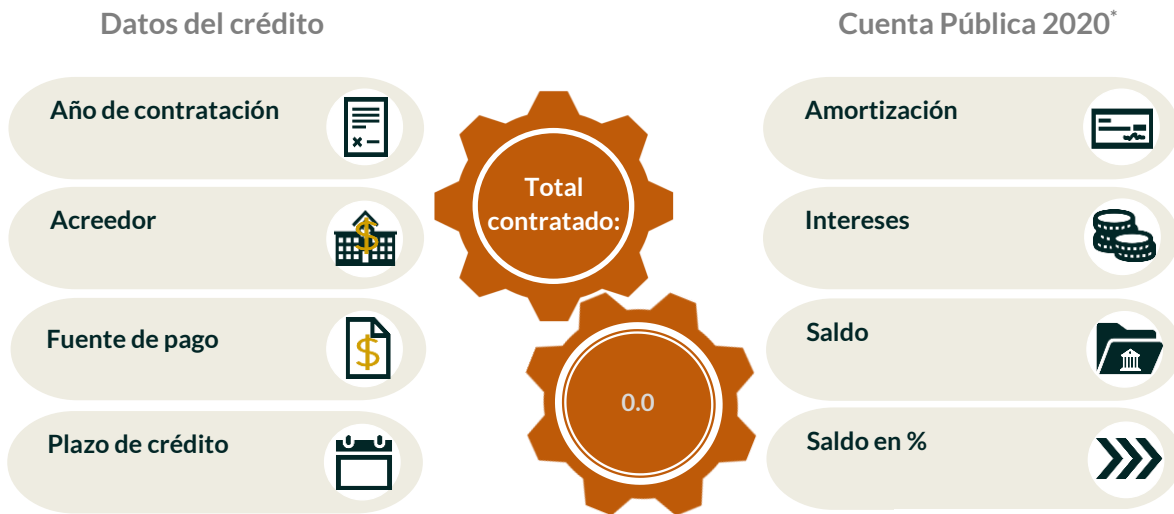 Datos del crédito
Año de contratación
Acreedor
Fuente de pago
Plazo de crédito
Total
contratado:
0.0
Cuenta Pública 2020*
Amortización
Intereses
Saldo
Saldo en %